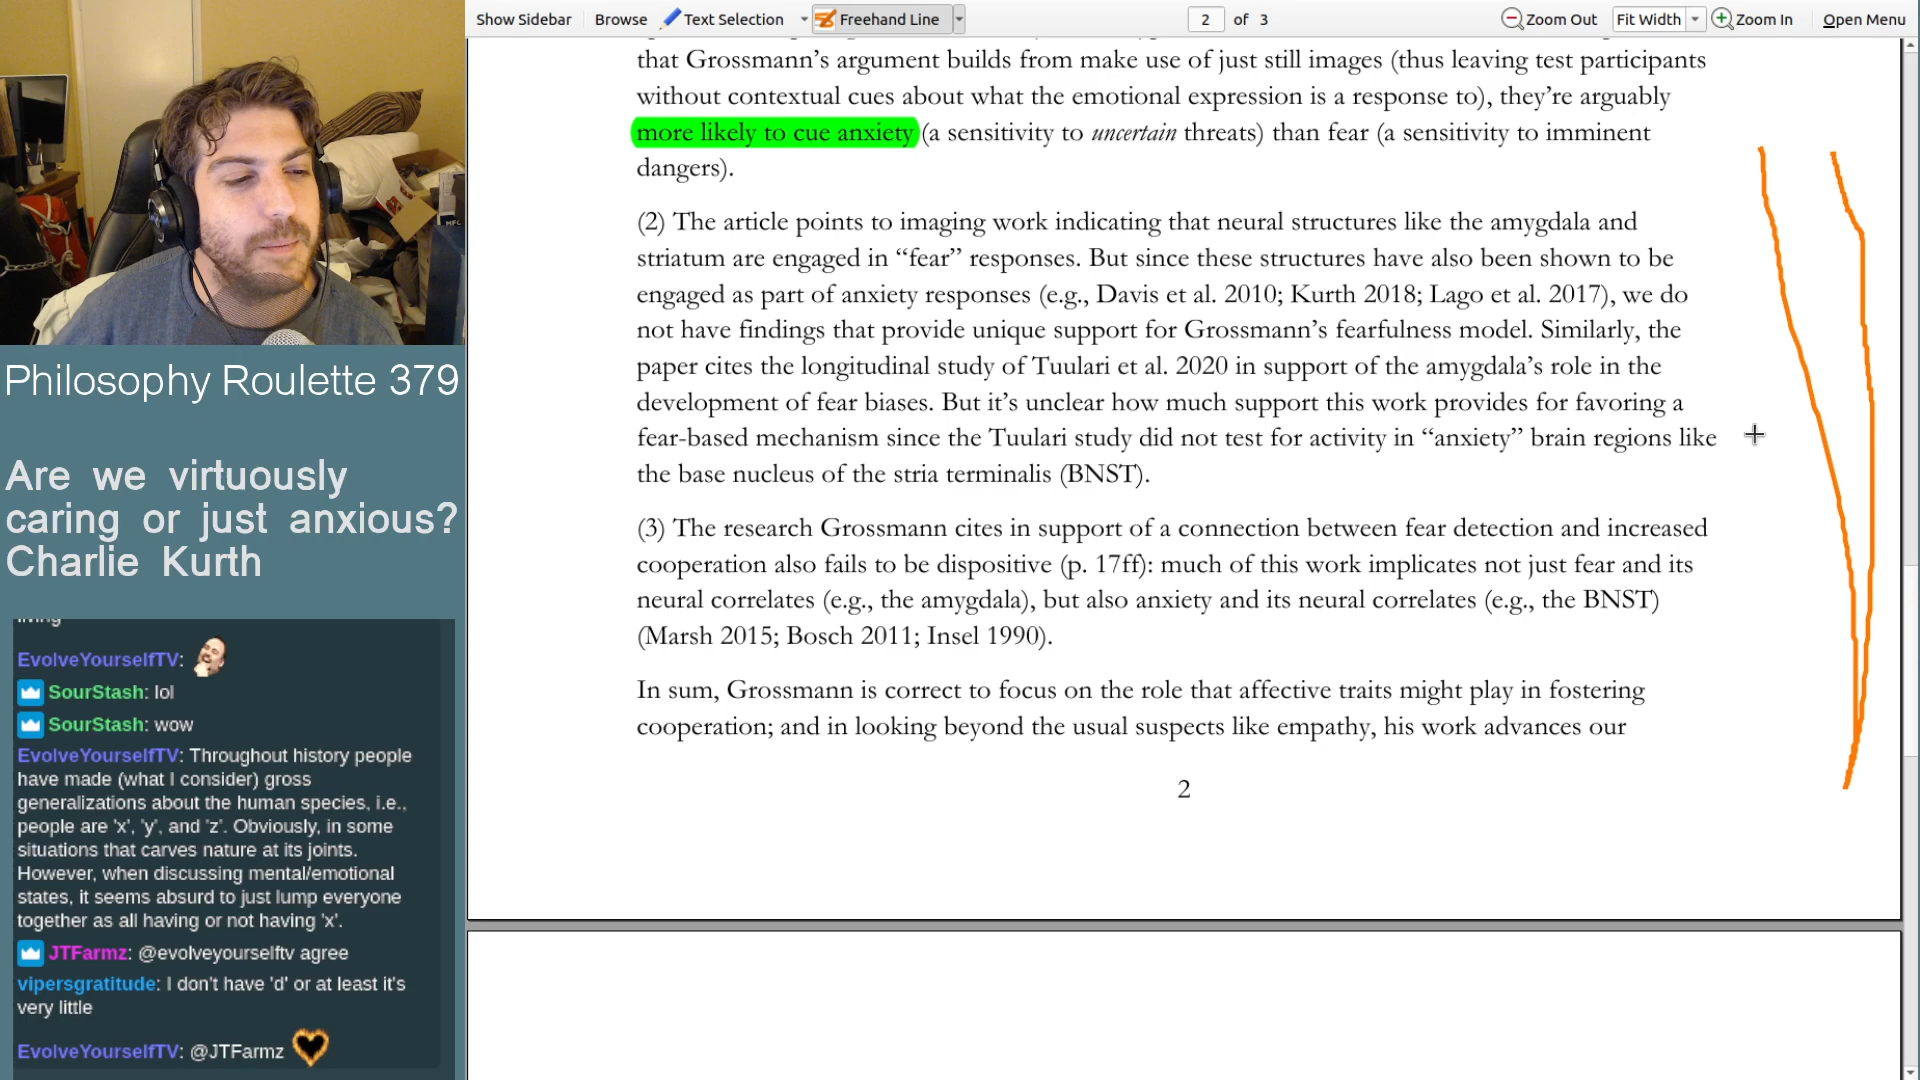 Show Sidebar Browse Text Selection Freehand Line 2 of 3 Zoom Out Fit Width Zoom In Open Menu
that Grossmann's argument builds from make use of just still images (thus leaving test participants
without contextual cues about what the emotional expression is a response to), they're arguably
more likely to cue anxiety (a sensitivity to uncertain threats) than fear (a sensitivity to imminent
dangers).
(2) The article points to imaging work indicating that neural structures like the amygdala and
striatum are engaged in “fear” responses. But since these structures have also been shown to be
engaged as part of anxiety responses (e.g., Davis et al. 2010; Kurth 2018; Lago et al. 2017), we do
not have findings that provide unique support for Grossmann's fearfulness model. Similarly, the
paper cites the longitudinal study of Tuulari et al. 2020 in support of the amygdala's role in the
development of fear biases. But it's unclear how much support this work provides for favoring a
fear-based mechanism since the Tuulari study did not test for activity in “anxiety” brain regions like
the base nucleus of the stria terminalis (BNST).
(3) The research Grossmann cites in support of a connection between fear detection and increased
cooperation also fails to be dispositive (p. 17ff): much of this work implicates not just fear and its
neural correlates (e.g., the amygdala), but also anxiety and its neural correlates (e.g., the BNST)
(Marsh 2015; Bosch 2011; Insel 1990).
In sum, Grossmann is correct to focus on the role that affective traits might play in fostering
cooperation; and in looking beyond the usual suspects like empathy, his work advances our
2
Philosophy Roulette 379
Are we virtuously
caring or just anxious?
Charlie Kurth
living
EvolveYourselfTV:
SourStash: lol
SourStash: wow
EvolveYourselfTV: Throughout history people
have made (what I consider) gross
generalizations about the human species, i.e.,
people are 'x', 'y', and 'z'. Obviously, in some
situations that carves nature at its joints.
However, when discussing mental/emotional
states, it seems absurd to just lump everyone
together as all having or not having 'x'.
JTFarmz: @evolveyourselftv agree
vipersgratitude: I don't have 'd' or at least it's
very little
EvolveYourselfTV: @JTFarmz